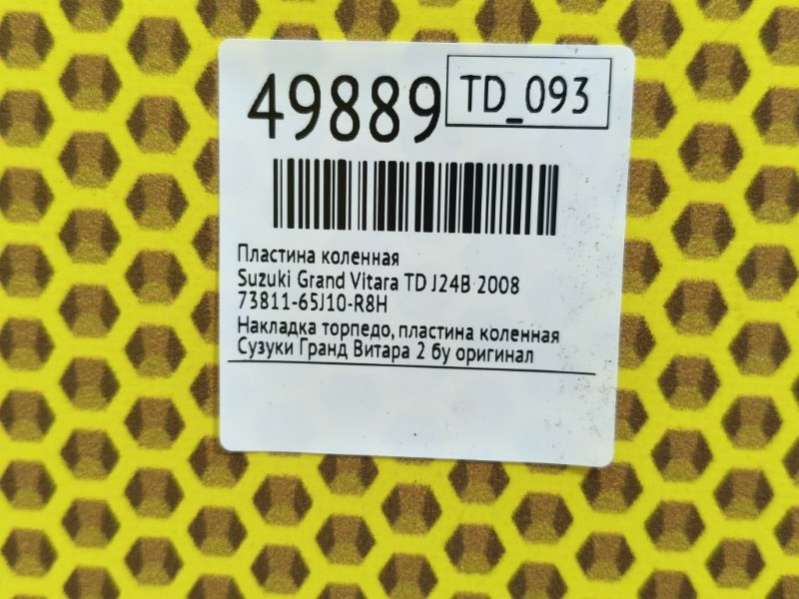 49889
TD_093
Пластина коленная
Suzuki Grand Vitara TD J24B 2008
73811-65J10-R8H
Накладка торпедо, пластина коленная
Сузуки Гранд Витара 2 бу оригинал